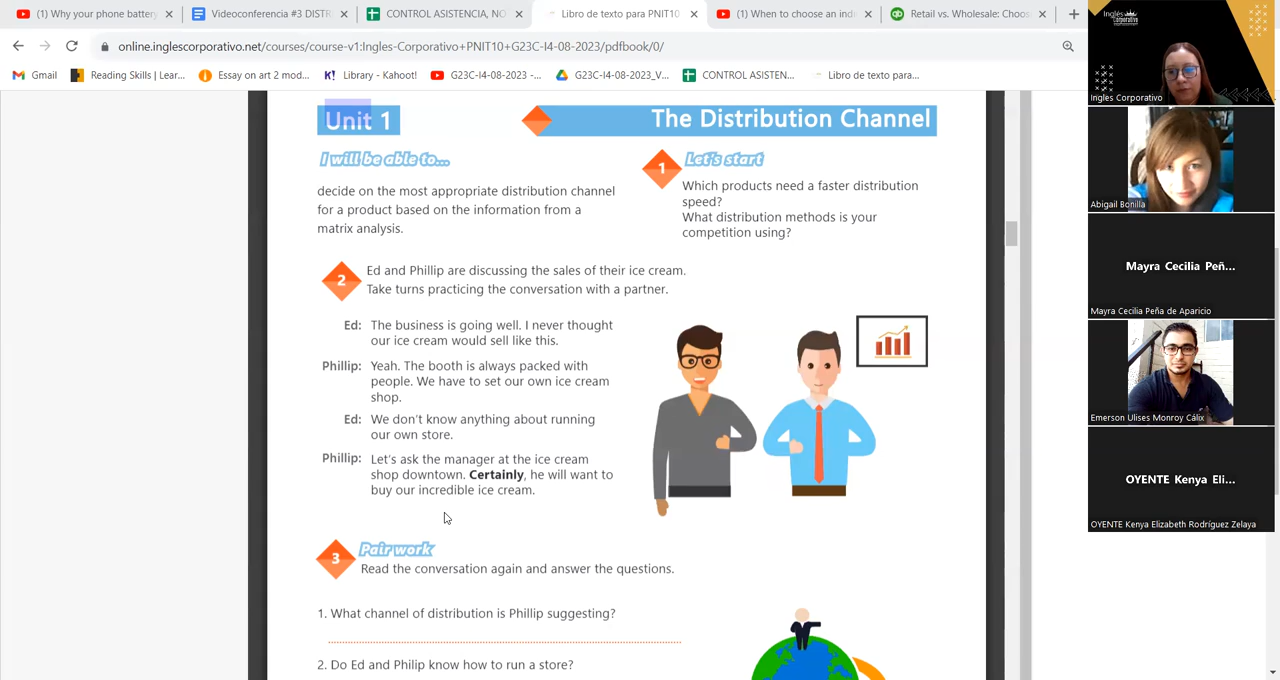 (1) Why your phone battery
Videoconferencia #3 DISTR
CONTROL ASISTENCIA, NO
Libro de texto para PNIT10
(1) When to choose an indi
Retail vs. Wholesale: Choos
online.inglescorporativo.net/courses/course-v1:Ingles-Corporativo+PNIT10+G23C-I4-08-2023/pdfbook/0/
Gmail
Reading Skills | Lear...
Essay on art 2 mod...
Library - Kahoot!
G23C-I4-08-2023 -...
G23C-I4-08-2023_V...
CONTROL ASISTEN...
Libro de texto para...
Unit 1
The Distribution Channel
I will be able to...
decide on the most appropriate distribution channel
for a product based on the information from a
matrix analysis.
1
Let's start
Which products need a faster distribution
speed?
What distribution methods is your
competition using?
2
Ed and Phillip are discussing the sales of their ice cream.
Take turns practicing the conversation with a partner.
Ed: The business is going well. I never thought
our ice cream would sell like this.
Phillip: Yeah. The booth is always packed with
people. We have to set our own ice cream
shop.
Ed: We don't know anything about running
our own store.
Phillip: Let's ask the manager at the ice cream
shop downtown. Certainly, he will want to
buy our incredible ice cream.
3
Pair work
Read the conversation again and answer the questions.
1. What channel of distribution is Phillip suggesting?
2. Do Ed and Philip know how to run a store?
Inglés
Corporativo
Ingles Corporativo
Abigail Bonilla
Mayra Cecilia Peñ...
Mayra Cecilia Peña de Aparicio
Emerson Ulises Monroy Cálix
OYENTE Kenya Eli...
OYENTE Kenya Elizabeth Rodríguez Zelaya